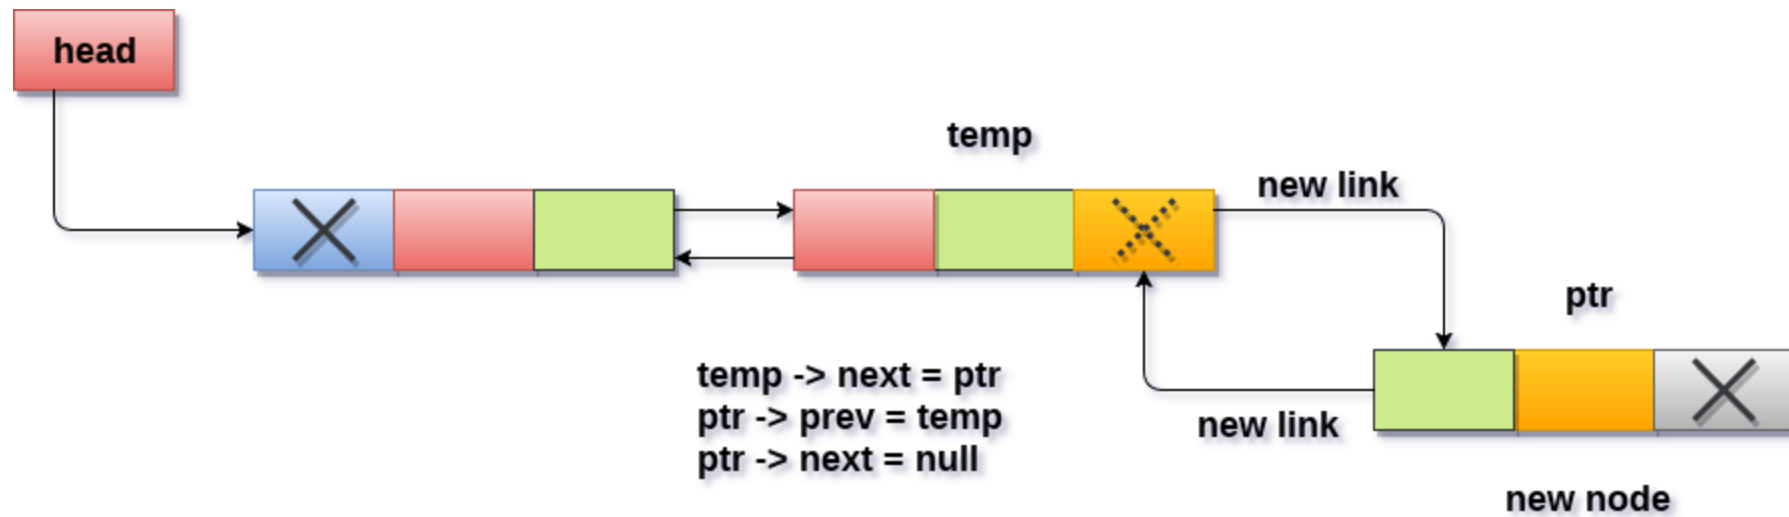 head
temp
new link
ptr
temp -> next = ptr
ptr -> prev = temp
ptr -> next = null
new link
new node